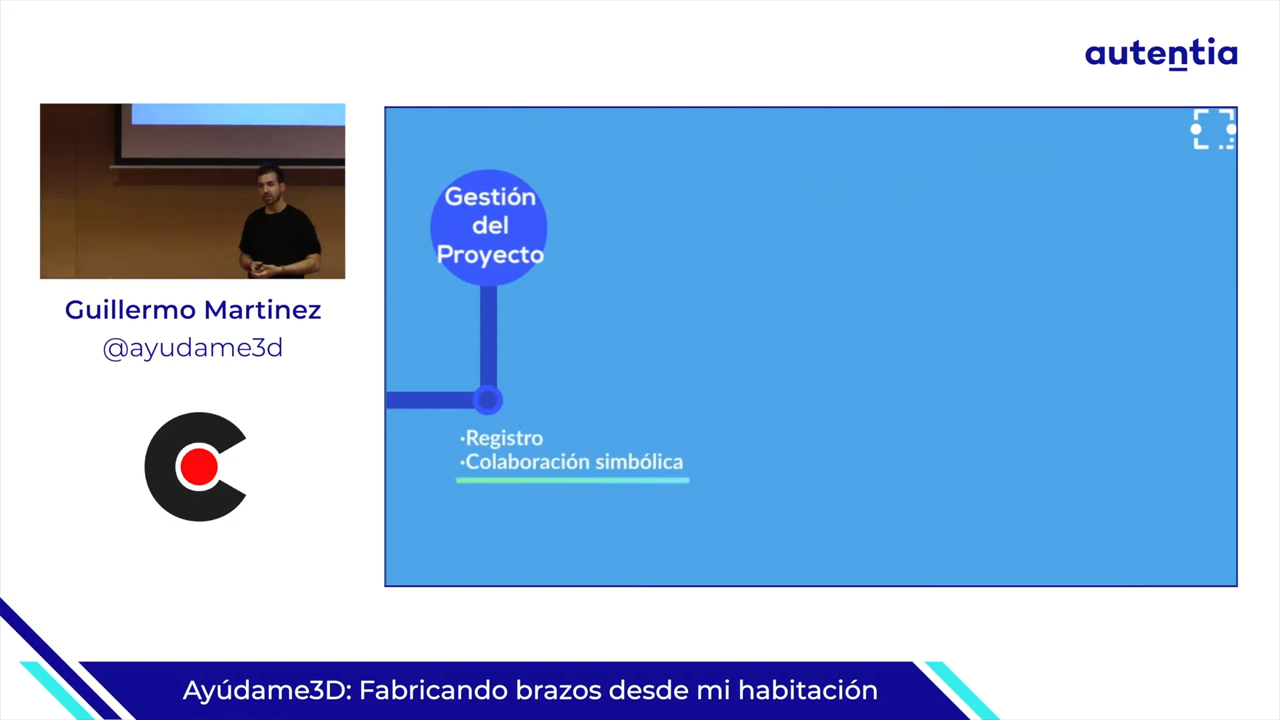 autentia
Gestión
del
Proyecto
·Registro
·Colaboración simbólica
Guillermo Martinez
@ayudame3d
Ayúdame3D: Fabricando brazos desde mi habitación